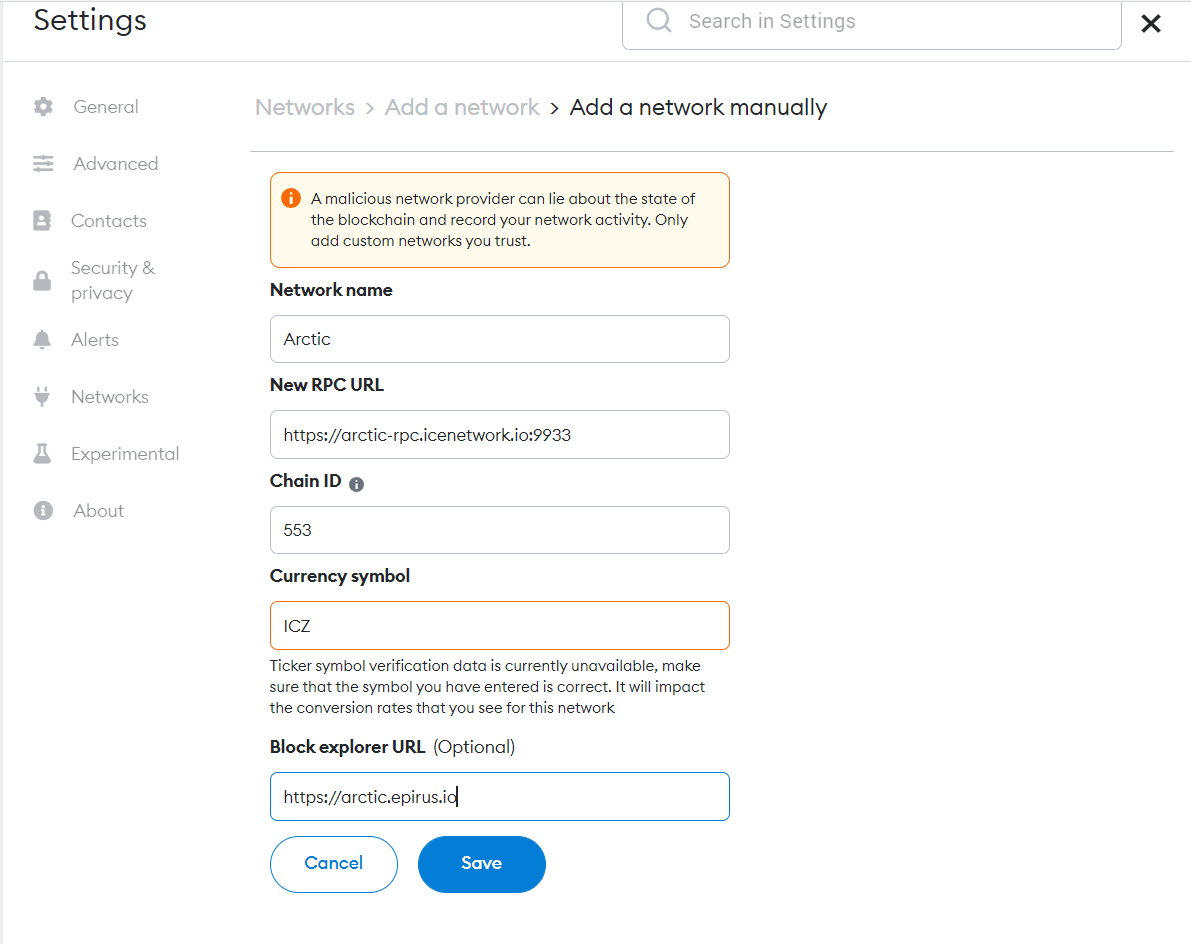 Settings
Search in Settings
General
Advanced
Contacts
Security &
privacy
Alerts
Networks
Experimental
About
Networks > Add a network > Add a network manually
A malicious network provider can lie about the state of
the blockchain and record your network activity. Only
add custom networks you trust.
Network name
Arctic
New RPC URL
https://arctic-rpc.icenetwork.io:9933
Chain ID
553
Currency symbol
ICZ
Ticker symbol verification data is currently unavailable, make
sure that the symbol you have entered is correct. It will impact
the conversion rates that you see for this network
Block explorer URL (Optional)
https://arctic.epirus.io
Cancel
Save